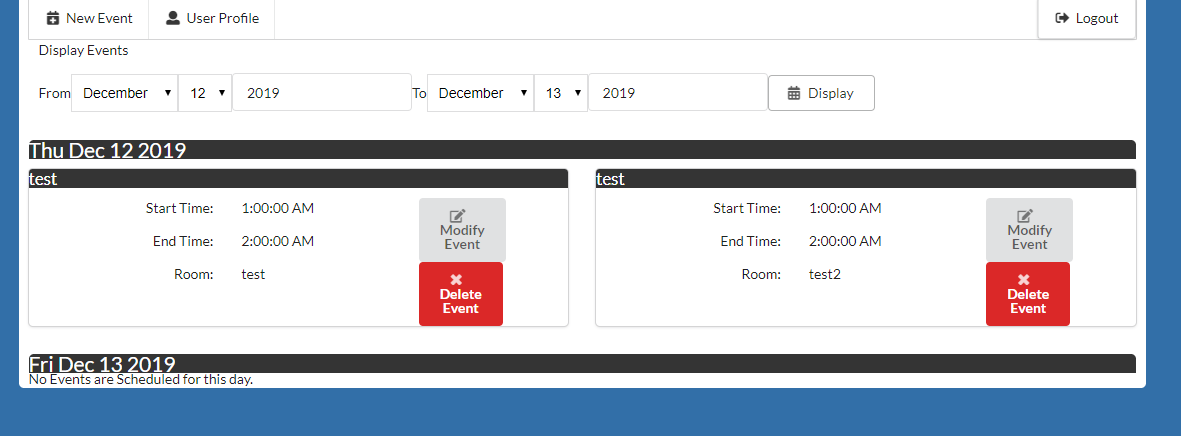 New Event User Profile Logout
Display Events
From December 12 2019 To December 13 2019 Display
Thu Dec 12 2019
test
Start Time: 1:00:00 AM
End Time: 2:00:00 AM
Room: test
Modify
Event
Delete
Event
test
Start Time: 1:00:00 AM
End Time: 2:00:00 AM
Room: test2
Modify
Event
Delete
Event
Fri Dec 13 2019
No Events are Scheduled for this day.